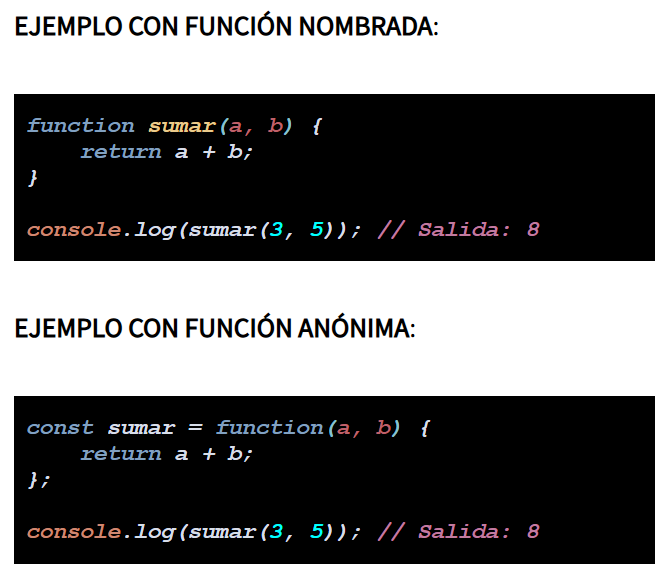 EJEMPLO CON FUNCIÓN NOMBRADA:
function sumar(a, b) {
    return a + b;
}
console.log(sumar(3, 5)); // Salida: 8
EJEMPLO CON FUNCIÓN ANÓNIMA:
const sumar = function(a, b) {
    return a + b;
};
console.log(sumar(3, 5)); // Salida: 8